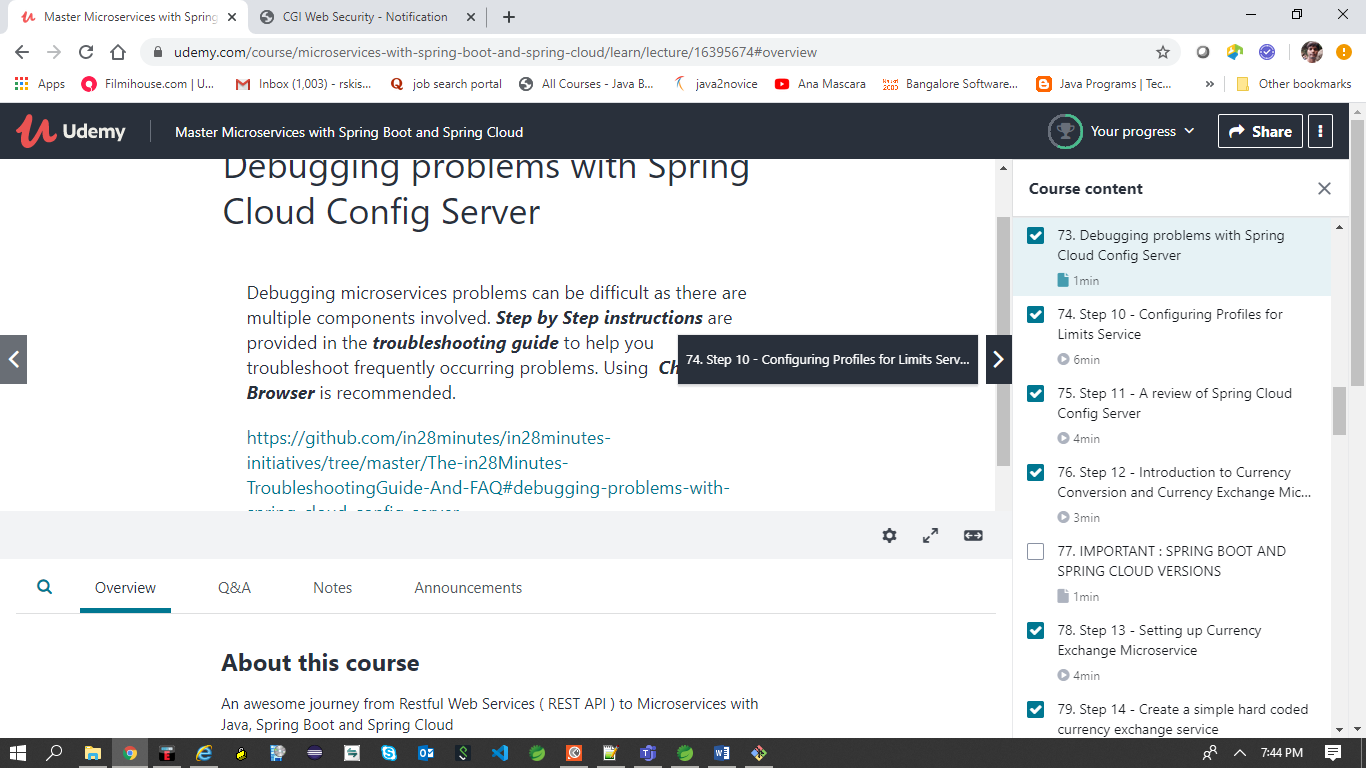 Master Microservices with Spring
CGI Web Security - Notification
udemy.com/course/microservices-with-spring-boot-and-spring-cloud/learn/lecture/16395674#overview
Apps
Filmihouse.com | U...
Inbox (1,003) - rskis...
job search portal
All Courses - Java B...
java2novice
Ana Mascara
Bangalore Software...
Java Programs | Tec...
»
Other bookmarks
Udemy
Master Microservices with Spring Boot and Spring Cloud
Your progress
Share
Debugging problems with Spring
Cloud Config Server
Debugging microservices problems can be difficult as there are
multiple components involved. Step by Step instructions are
provided in the troubleshooting guide to help you
troubleshoot frequently occurring problems. Using Ch
Browser is recommended.
74. Step 10 - Configuring Profiles for Limits Serv...
https://github.com/in28minutes/in28minutes-
initiatives/tree/master/The-in28Minutes-
TroubleshootingGuide-And-FAQ#debugging-problems-with-
spring-cloud-config-server
Overview
Q&A
Notes
Announcements
About this course
An awesome journey from Restful Web Services ( REST API ) to Microservices with
Java, Spring Boot and Spring Cloud
Course content
73. Debugging problems with Spring
Cloud Config Server
1min
74. Step 10 - Configuring Profiles for
Limits Service
6min
75. Step 11 - A review of Spring Cloud
Config Server
4min
76. Step 12 - Introduction to Currency
Conversion and Currency Exchange Mic...
3min
77. IMPORTANT : SPRING BOOT AND
SPRING CLOUD VERSIONS
1min
78. Step 13 - Setting up Currency
Exchange Microservice
4min
79. Step 14 - Create a simple hard coded
currency exchange service
7:44 PM